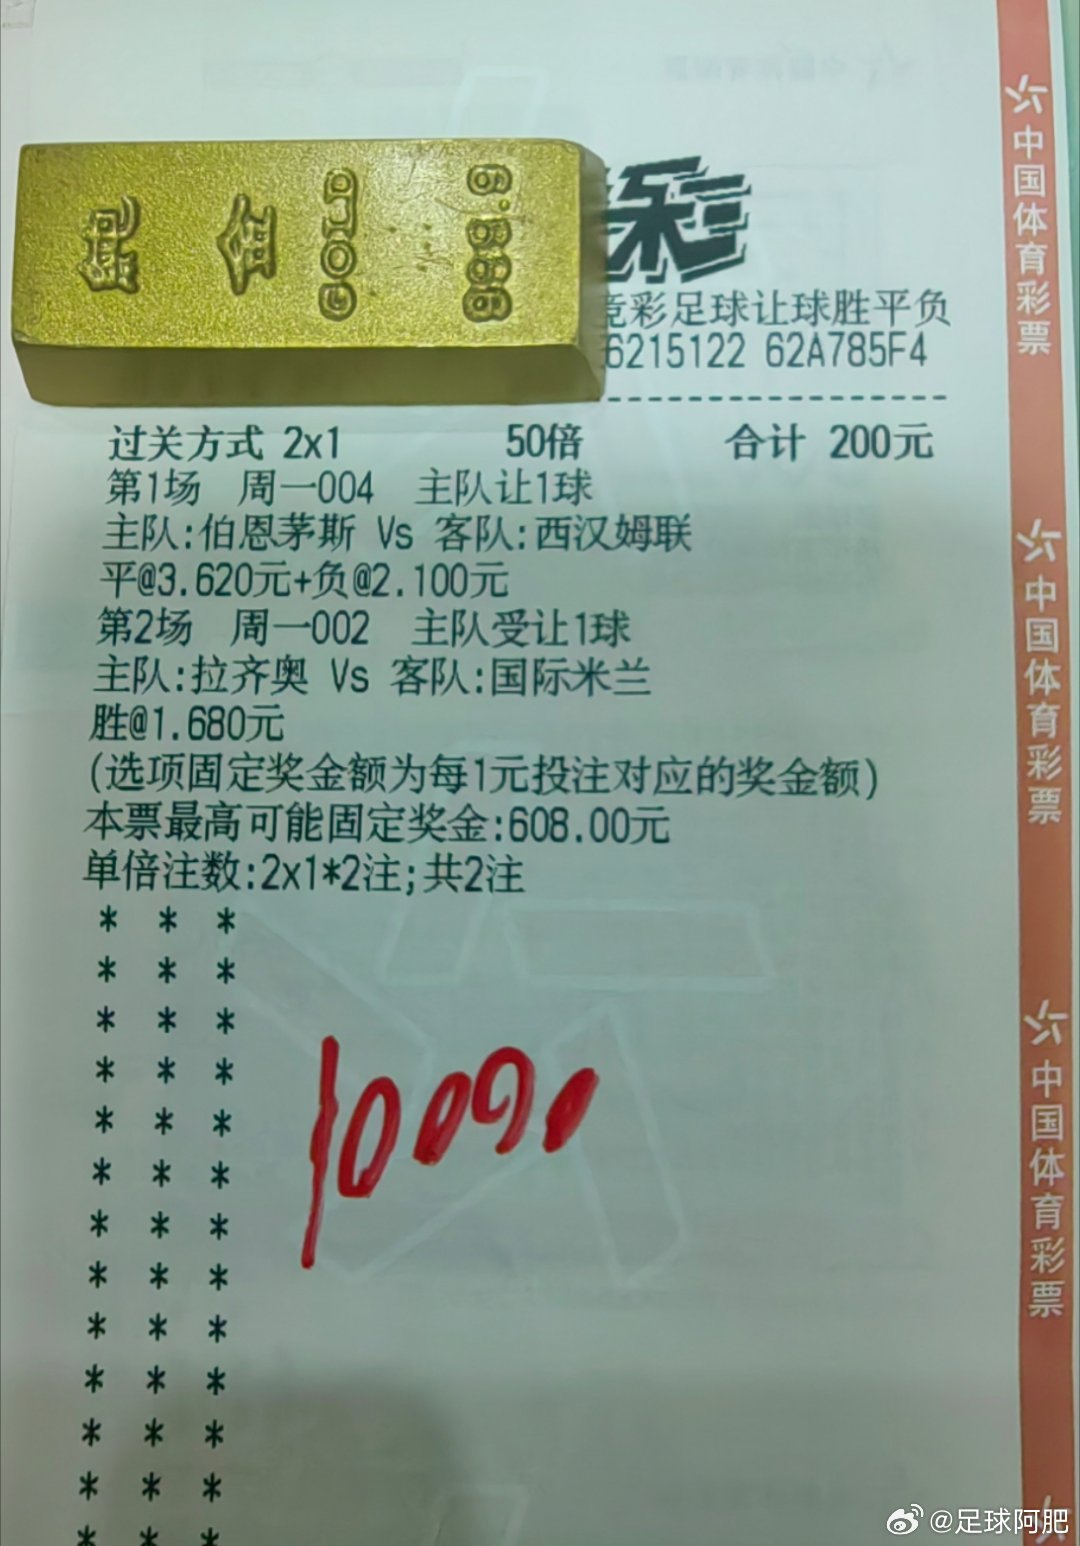 足金 GOLD 999.9
彩
竞彩足球让球胜平负
6215122 62A785F4
过关方式 2x1 50倍 合计 200元
第1场 周一004 主队让1球
主队:伯恩茅斯 Vs 客队:西汉姆联
平@3.620元+负@2.100元
第2场 周一002 主队受让1球
主队:拉齐奥 Vs 客队:国际米兰
胜@1.680元
(选项固定奖金额为每1元投注对应的奖金额)
本票最高可能固定奖金:608.00元
单倍注数:2x1*2注;共2注
* * *
* * *
* * *
* * *
* * *
* * *
* * *
* * *
* * *
* * *
* * *
* * *
* * *
10000
中国体育彩票
中国体育彩票
中国体育彩票
@足球阿肥